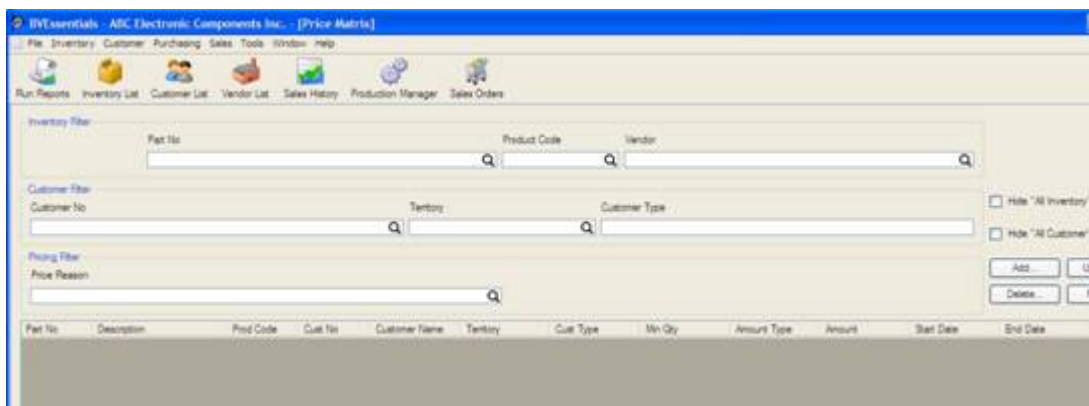 BVEssentials - ABC Electronic Components Inc. - [Price Matrix]
File Inventory Customer Purchasing Sales Tools Window Help
Run Reports Inventory List Customer List Vendor List Sales History Production Manager Sales Orders
Inventory Filter
Part No Product Code Vendor
Customer Filter
Customer No Territory Customer Type
Hide "All Inventory"
Hide "All Customer"
Pricing Filter
Price Reason
Add...
Delete...
Part No Description Prod Code Cust No Customer Name Territory Cust Type Min Qty Amount Type Amount Start Date End Date